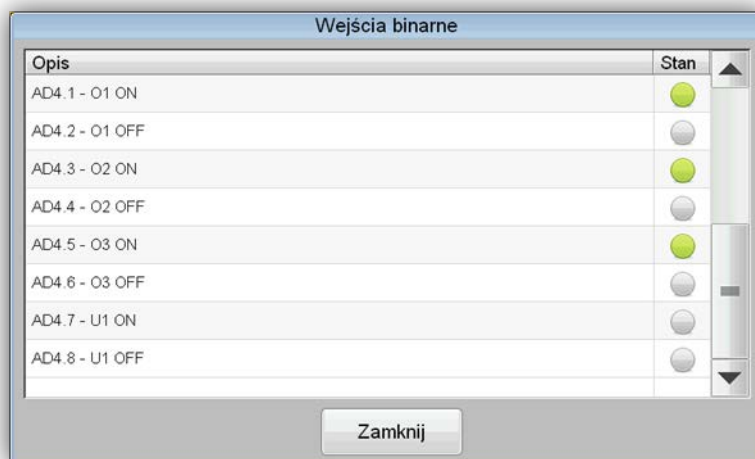 Wejścia binarne
Opis Stan
AD4.1 - O1 ON
AD4.2 - O1 OFF
AD4.3 - O2 ON
AD4.4 - O2 OFF
AD4.5 - O3 ON
AD4.6 - O3 OFF
AD4.7 - U1 ON
AD4.8 - U1 OFF
Zamknij